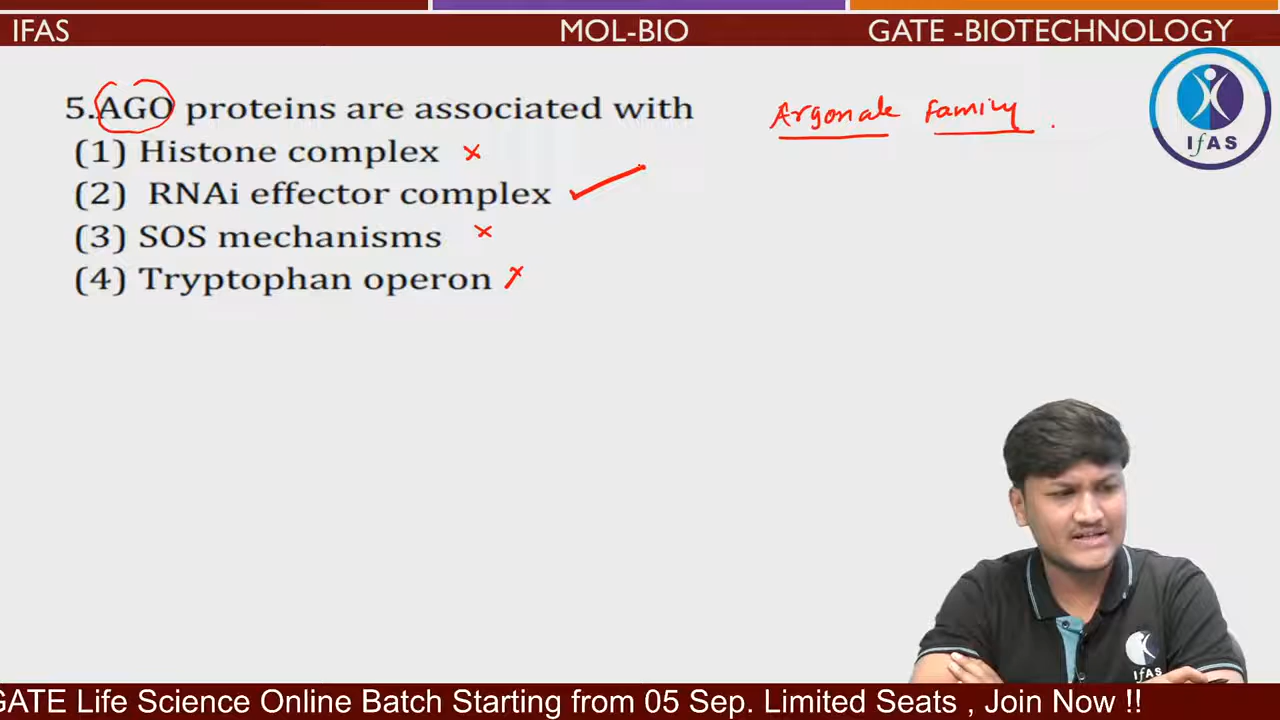 IFAS MOL-BIO GATE -BIOTECHNOLOGY
5.AGO proteins are associated with
Argonale Family.
(1) Histone complex ×
(2) RNAi effector complex ✓
(3) SOS mechanisms ×
(4) Tryptophan operon ×
IfAS
IfAS
GATE Life Science Online Batch Starting from 05 Sep. Limited Seats , Join Now !!